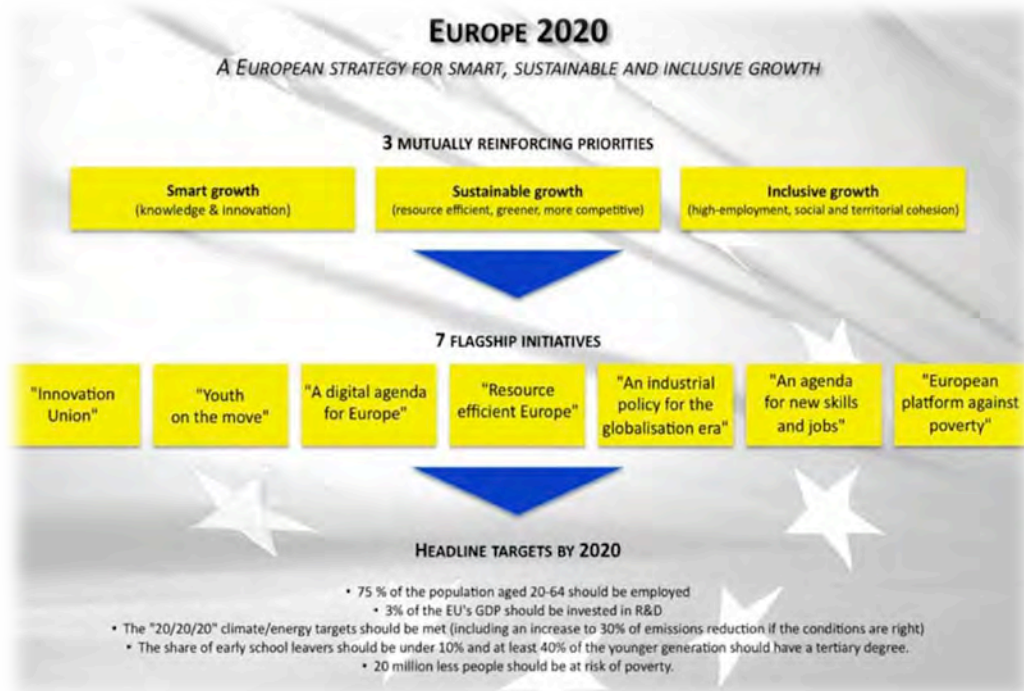 EUROPE 2020
A EUROPEAN STRATEGY FOR SMART, SUSTAINABLE AND INCLUSIVE GROWTH
3 MUTUALLY REINFORCING PRIORITIES
Smart growth
(knowledge & innovation)
Sustainable growth
(resource efficient, greener, more competitive)
Inclusive growth
(high-employment, social and territorial cohesion)
7 FLAGSHIP INITIATIVES
"Innovation
Union"
"Youth
on the move"
"A digital agenda
for Europe"
"Resource
efficient Europe"
"An industrial
policy for the
globalisation era"
"An agenda
for new skills
and jobs"
"European
platform against
poverty"
HEADLINE TARGETS BY 2020
• 75 % of the population aged 20-64 should be employed
• 3% of the EU's GDP should be invested in R&D
• The "20/20/20" climate/energy targets should be met (including an increase to 30% of emissions reduction if the conditions are right)
• The share of early school leavers should be under 10% and at least 40% of the younger generation should have a tertiary degree.
• 20 million less people should be at risk of poverty.